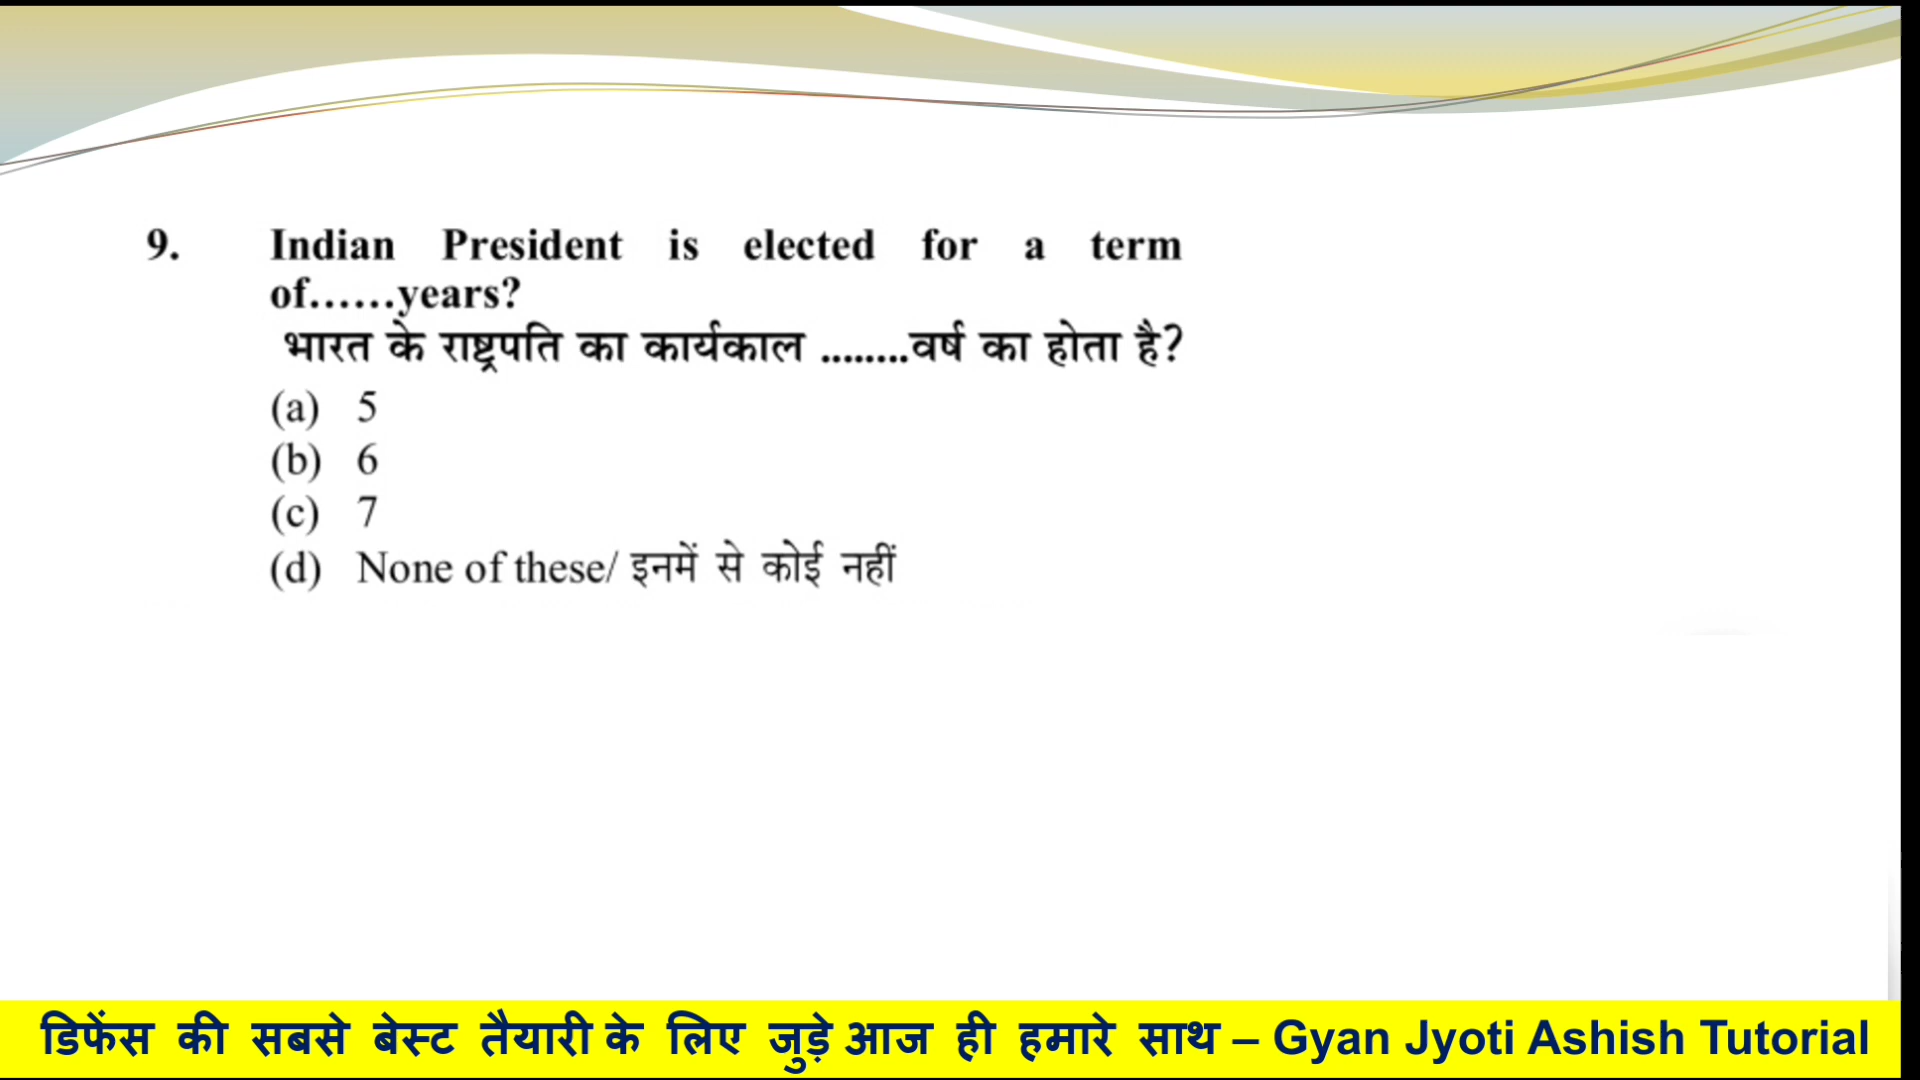 9. Indian President is elected for a term
of......years?
भारत के राष्ट्रपति का कार्यकाल ........वर्ष का होता है?
(a) 5
(b) 6
(c) 7
(d) None of these/ इनमें से कोई नहीं
डिफेंस की सबसे बेस्ट तैयारी के लिए जुड़े आज ही हमारे साथ – Gyan Jyoti Ashish Tutorial